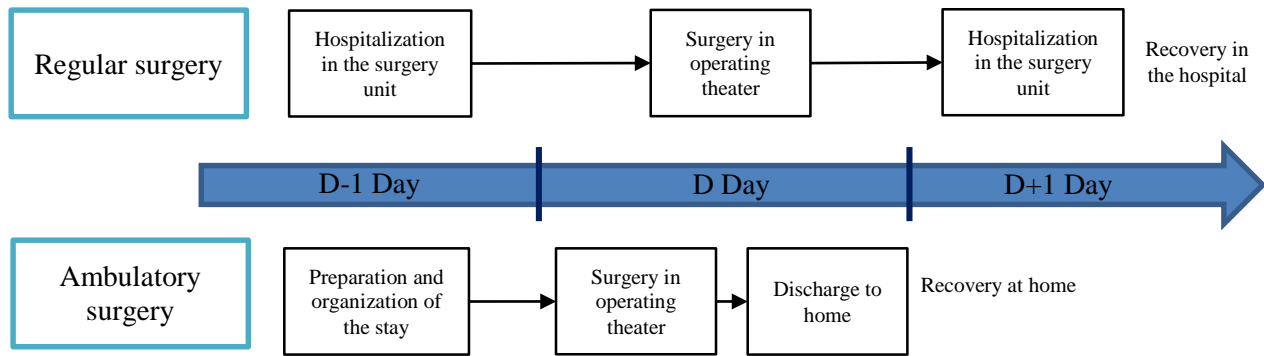 Regular surgery
Hospitalization
in the surgery
unit
Surgery in
operating
theater
Hospitalization
in the surgery
unit
Recovery in
the hospital
D-1 Day
D Day
D+1 Day
Ambulatory
surgery
Preparation and
organization of
the stay
Surgery in
operating
theater
Discharge to
home
Recovery at home